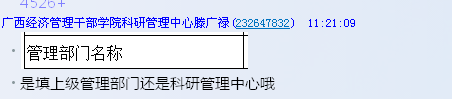 4526+
广西经济管理干部学院科研管理中心滕广禄(232647832) 11:21:09
管理部门名称
是填上级管理部门还是科研管理中心哦